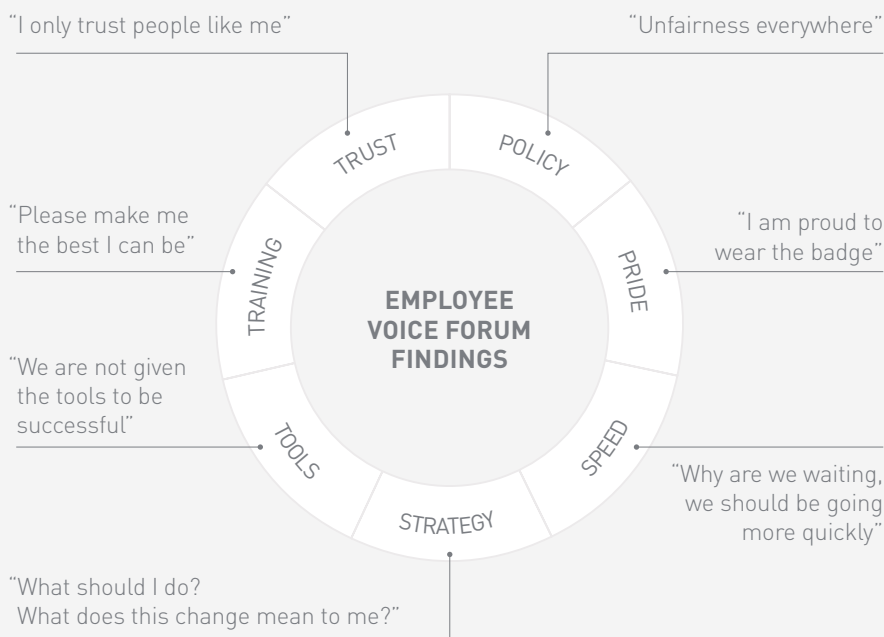 “I only trust people like me”
“Unfairness everywhere”
TRUST
POLICY
“Please make me
the best I can be”
“I am proud to
wear the badge”
TRAINING
PRIDE
EMPLOYEE
VOICE FORUM
FINDINGS
“We are not given
the tools to be
successful”
TOOLS
SPEED
“Why are we waiting,
we should be going
more quickly”
STRATEGY
“What should I do?
What does this change mean to me?”